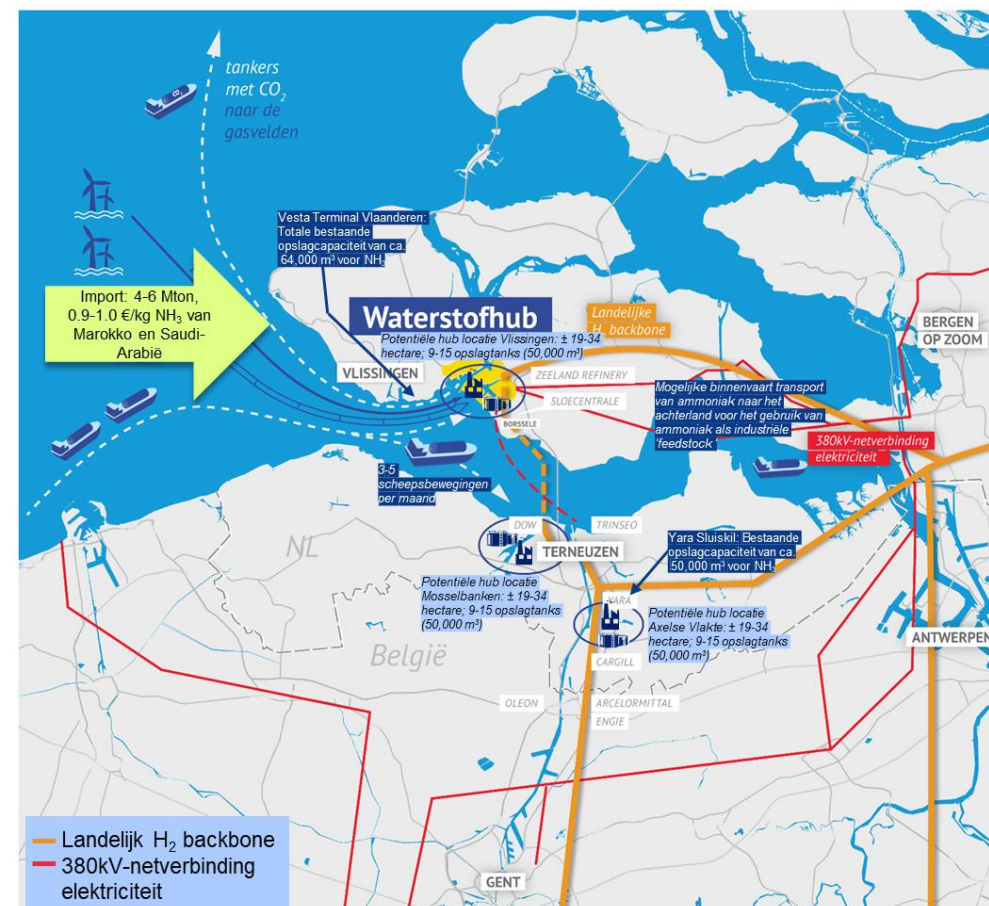 tankers
met CO₂
naar de
gasvelden
Vesta Terminal Vlaanderen:
Totale bestaande
opslagcapaciteit van ca.
64,000 m³ voor NH₃
Import: 4-6 Mton,
0.9-1.0 €/kg NH₃ van
Marokko en Saudi-
Arabië
Waterstofhub
Potentiële hub locatie Vlissingen: ± 19-34
hectare; 9-15 opslagtanks (50,000 m³)
Landelijke
H₂ backbone
BERGEN
OP ZOOM
VLISSINGEN
ZEELAND REFINERY
SLOECENTRALE
BORSSELE
Mogelijke binnenvaart transport
van ammoniak naar het
achterland voor het gebruik van
ammoniak als industriële
'feedstock'
380kV-netverbinding
elektriciteit
3-5
scheepsbewegingen
per maand
NL
DOW
TRINSEO
TERNEUZEN
Yara Sluiskil: Bestaande
opslagcapaciteit van ca.
50,000 m³ voor NH₃
Potentiële hub locatie
Mosselbanken: ± 19-34
hectare; 9-15 opslagtanks
(50,000 m³)
YARA
Potentiële hub locatie
Axelse Vlakte: ± 19-34
hectare; 9-15 opslagtanks
(50,000 m³)
ANTWERPEN
België
CARGILL
OLEON
ARCELORMITTAL
ENGIE
Landelijk H₂ backbone
380kV-netverbinding
elektriciteit
GENT